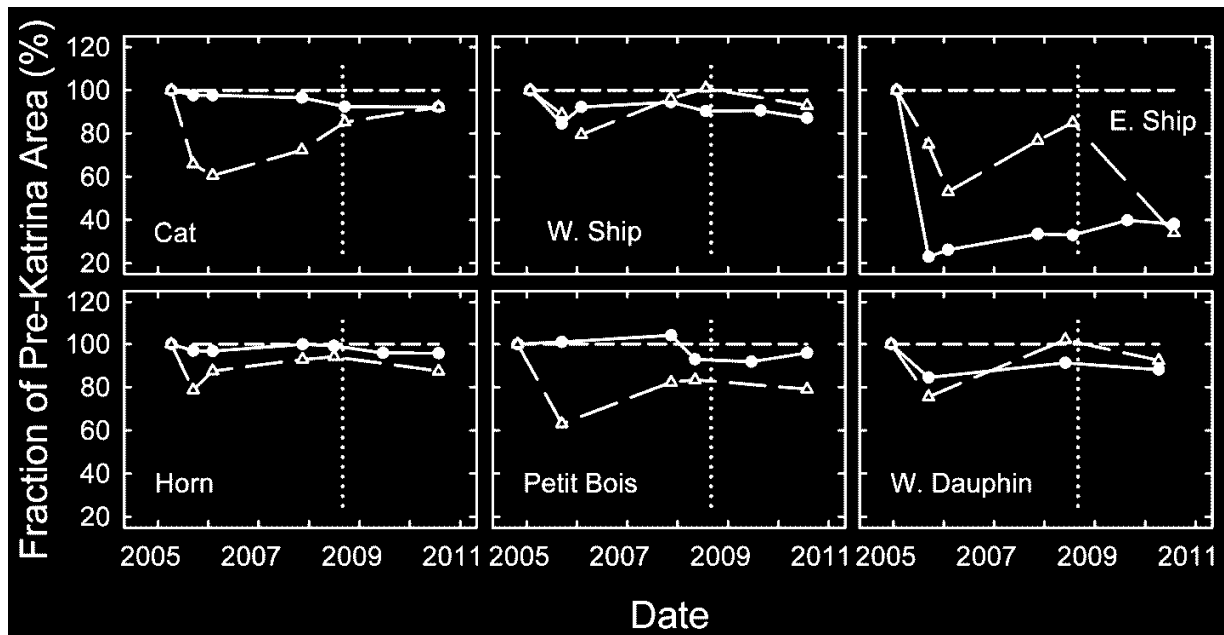 Fraction of Pre-Katrina Area (%)
120
100
80
60
40
20
Cat
W. Ship
E. Ship
120
100
80
60
40
20
Horn
Petit Bois
W. Dauphin
2005 2007 2009 2011 2005 2007 2009 2011 2005 2007 2009 2011
Date